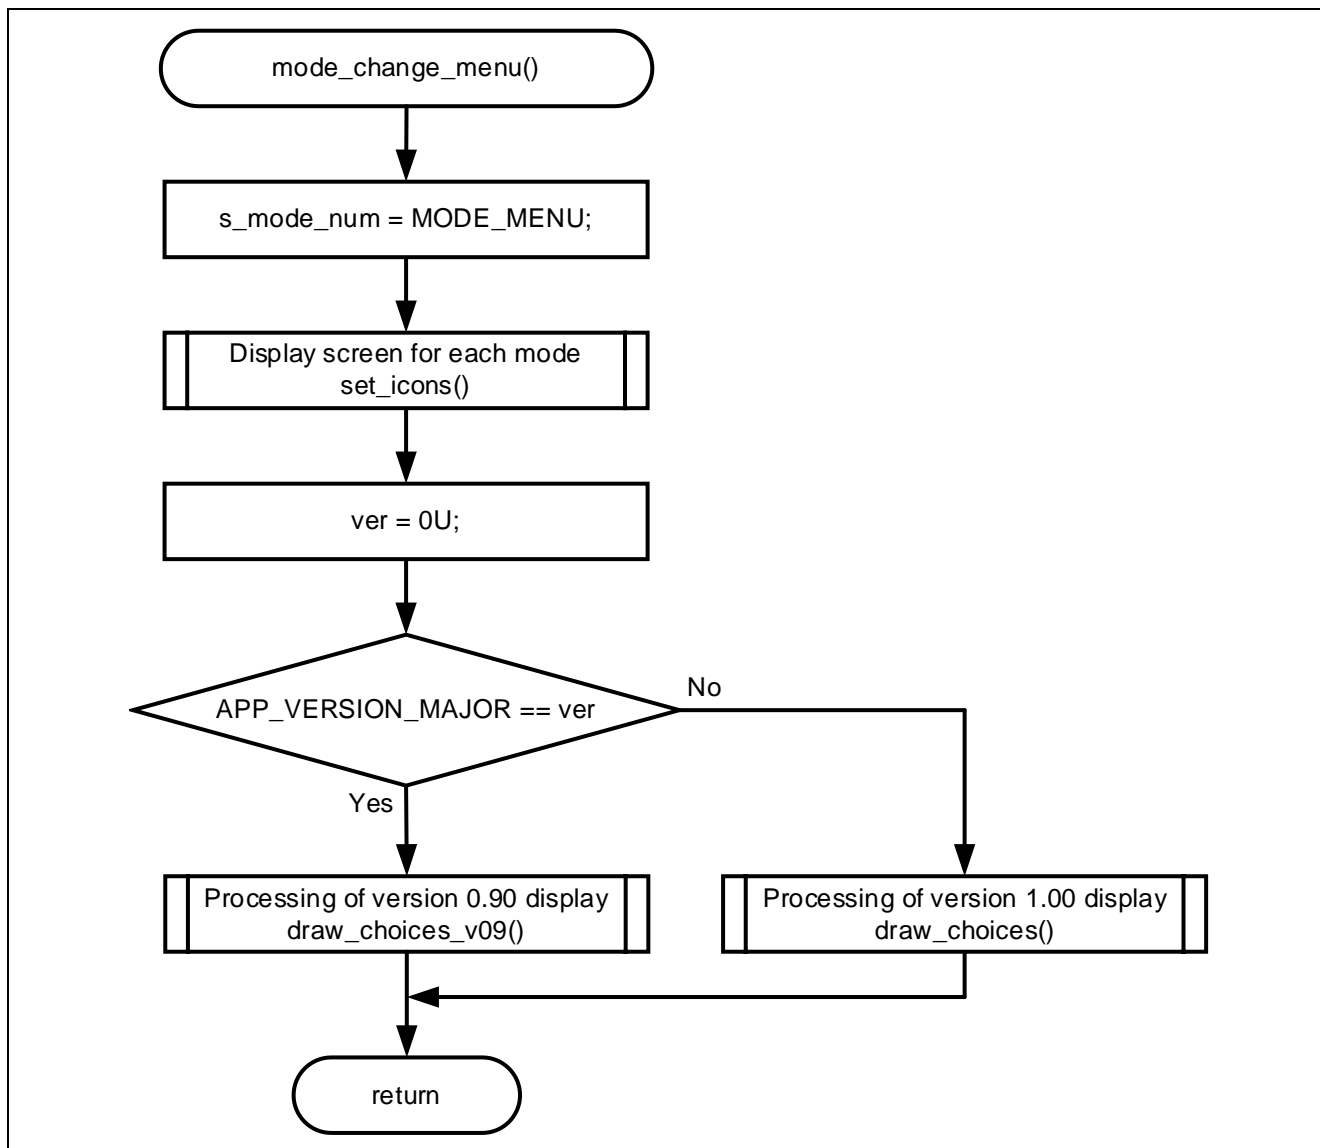 mode_change_menu()
s_mode_num = MODE_MENU;
Display screen for each mode
set_icons()
ver = 0U;
APP_VERSION_MAJOR == ver
No
Yes
Processing of version 0.90 display
draw_choices_v09()
Processing of version 1.00 display
draw_choices()
return